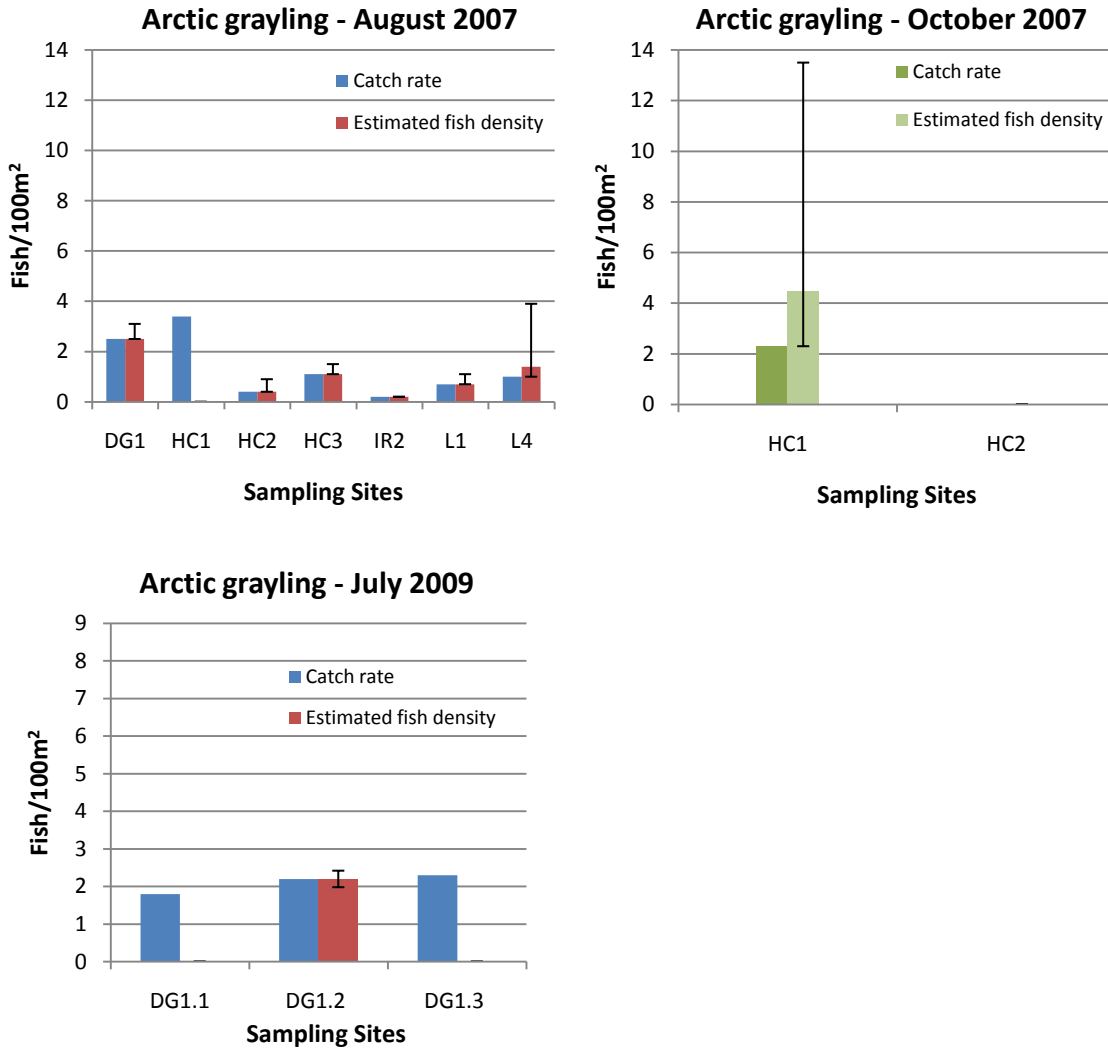 Arctic grayling - August 2007
14
12
10
8
6
4
2
0
Fish/100m²
Catch rate
Estimated fish density
DG1 HC1 HC2 HC3 IR2 L1 L4
Sampling Sites
Arctic grayling - October 2007
14
12
10
8
6
4
2
0
Fish/100m²
Catch rate
Estimated fish density
HC1 HC2
Sampling Sites
Arctic grayling - July 2009
9
8
7
6
5
4
3
2
1
0
Fish/100m²
Catch rate
Estimated fish density
DG1.1 DG1.2 DG1.3
Sampling Sites